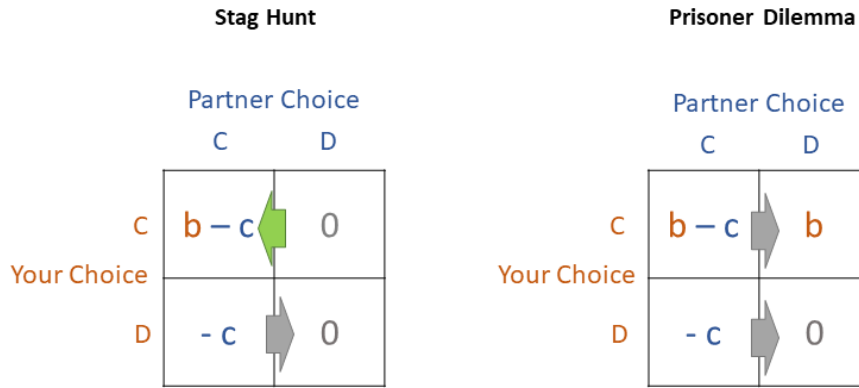 Stag Hunt
Partner Choice
C D
C b – c 0
Your Choice
D - c 0
Prisoner Dilemma
Partner Choice
C D
C b – c b
Your Choice
D - c 0